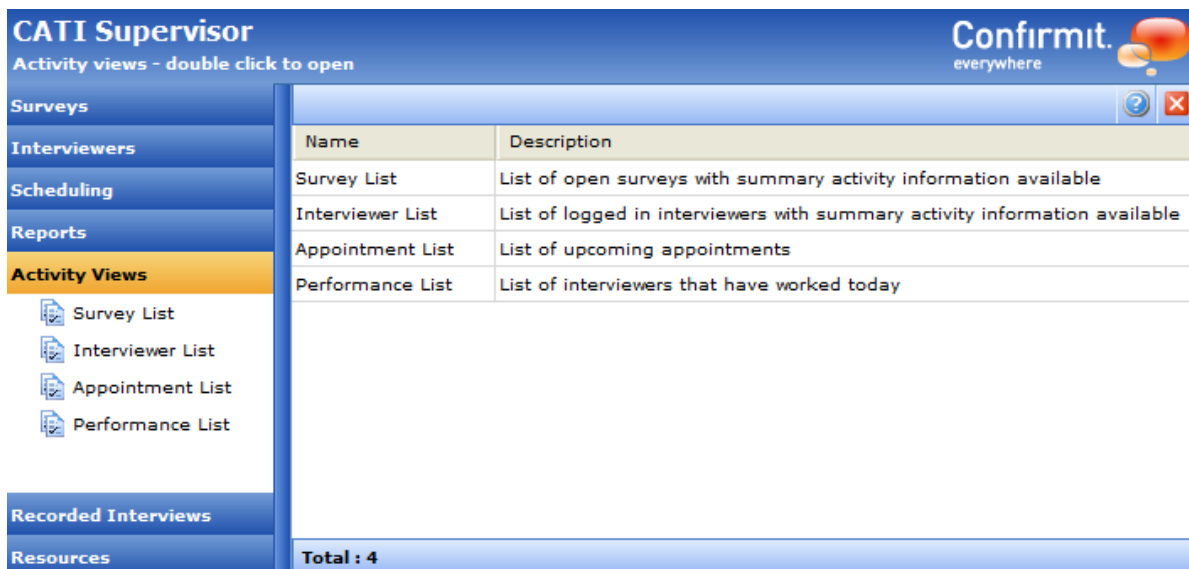 CATI Supervisor
Activity views - double click to open
Confirmit.
everywhere
Surveys
Interviewers
Scheduling
Reports
Activity Views
Survey List
Interviewer List
Appointment List
Performance List
Recorded Interviews
Resources
Name Description
Survey List List of open surveys with summary activity information available
Interviewer List List of logged in interviewers with summary activity information available
Appointment List List of upcoming appointments
Performance List List of interviewers that have worked today
Total : 4